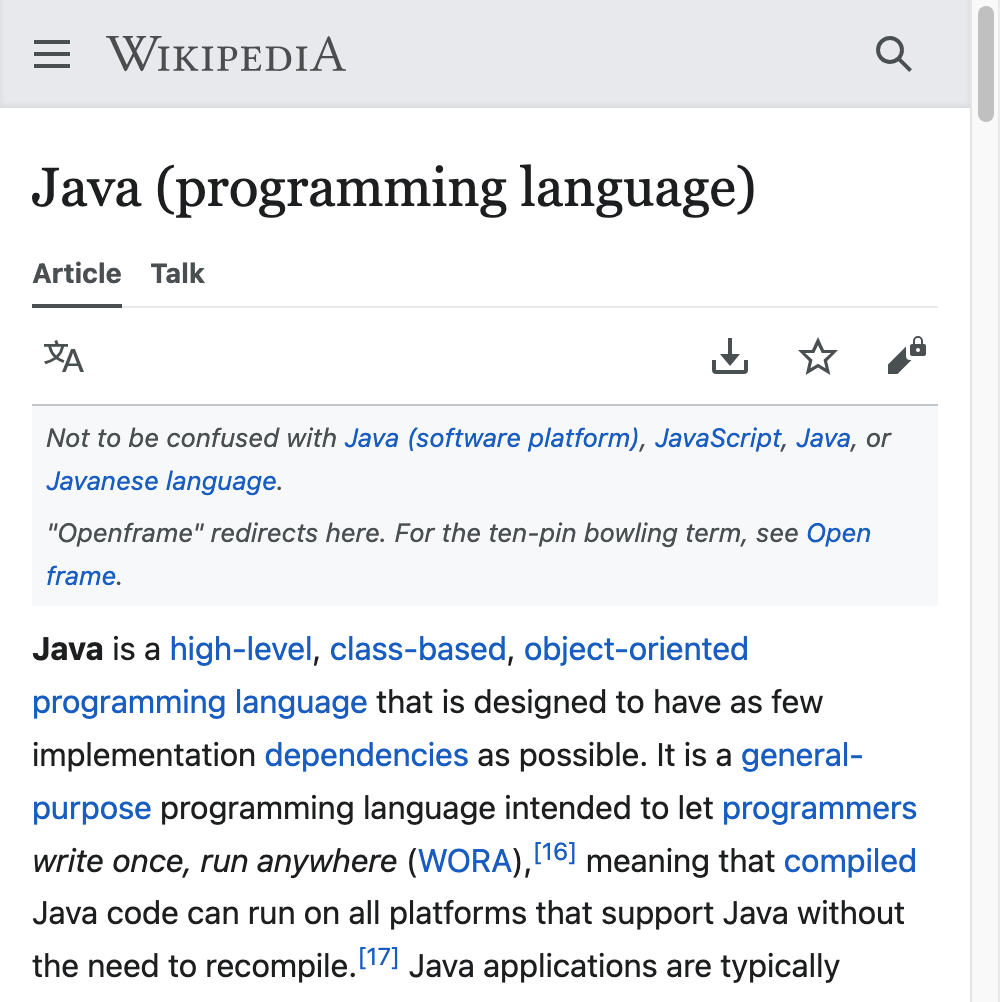 WIKIPEDIA
Java (programming language)
Article Talk
文A
Not to be confused with Java (software platform), JavaScript, Java, or
Javanese language.
"Openframe" redirects here. For the ten-pin bowling term, see Open
frame.
Java is a high-level, class-based, object-oriented
programming language that is designed to have as few
implementation dependencies as possible. It is a general-
purpose programming language intended to let programmers
write once, run anywhere (WORA),[16] meaning that compiled
Java code can run on all platforms that support Java without
the need to recompile.[17] Java applications are typically